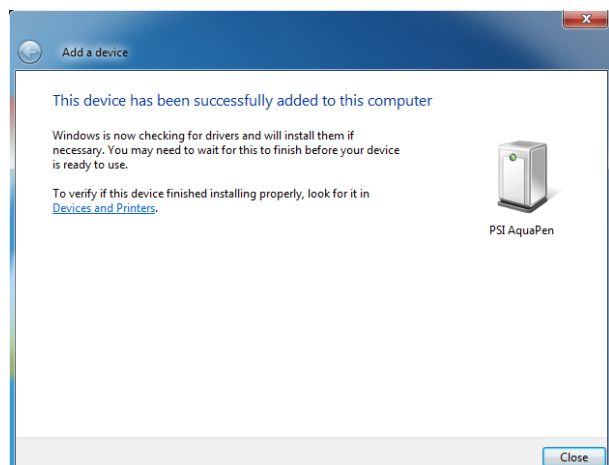 Add a device
This device has been successfully added to this computer
Windows is now checking for drivers and will install them if
necessary. You may need to wait for this to finish before your device
is ready to use.
To verify if this device finished installing properly, look for it in
Devices and Printers.
PSI AquaPen
Close